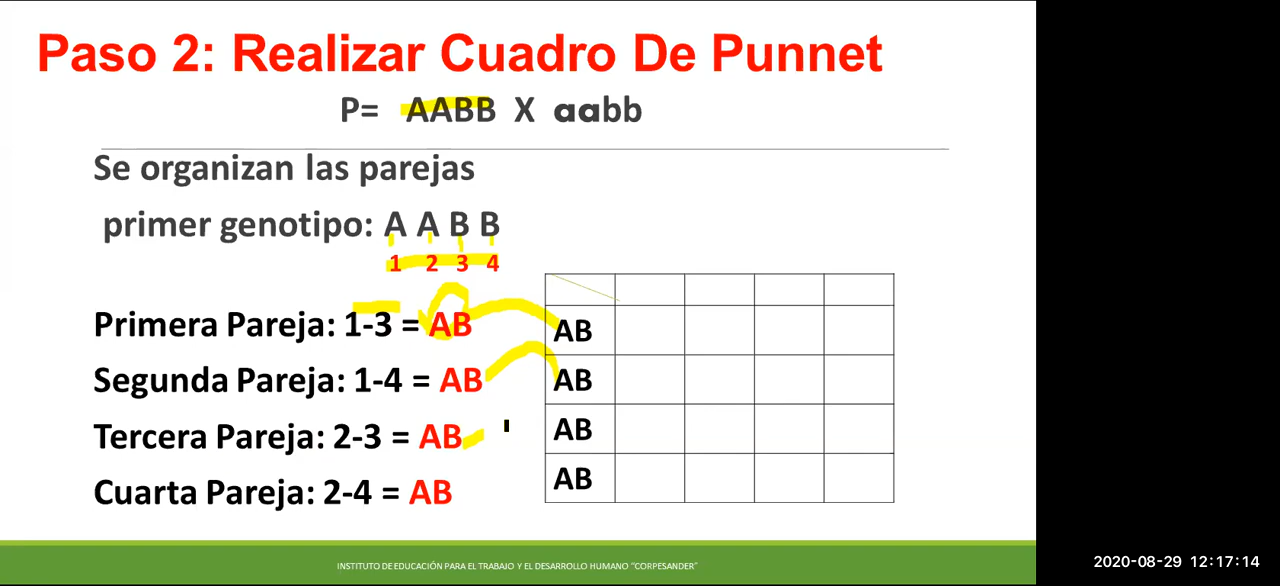 Paso 2: Realizar Cuadro De Punnet
P= AABB X aabb
Se organizan las parejas
primer genotipo: A A B B
1 2 3 4
Primera Pareja: 1-3 = AB
Segunda Pareja: 1-4 = AB
Tercera Pareja: 2-3 = AB
Cuarta Pareja: 2-4 = AB
AB
AB
AB
AB
INSTITUTO DE EDUCACIÓN PARA EL TRABAJO Y EL DESARROLLO HUMANO "CORPESANDER"
2020-08-29 12:17:14